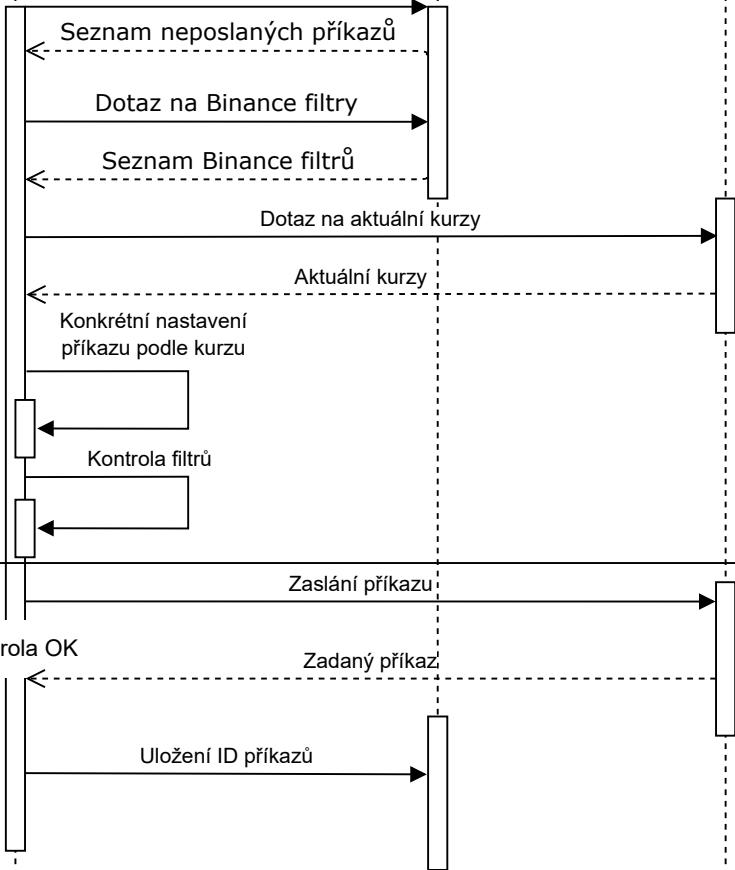 Seznam neposlaných příkazů
Dotaz na Binance filtry
Seznam Binance filtrů
Dotaz na aktuální kurzy
Aktuální kurzy
Konkrétní nastavení
příkazu podle kurzu
Kontrola filtrů
Zaslání příkazu
rola OK
Zadaný příkaz
Uložení ID příkazů